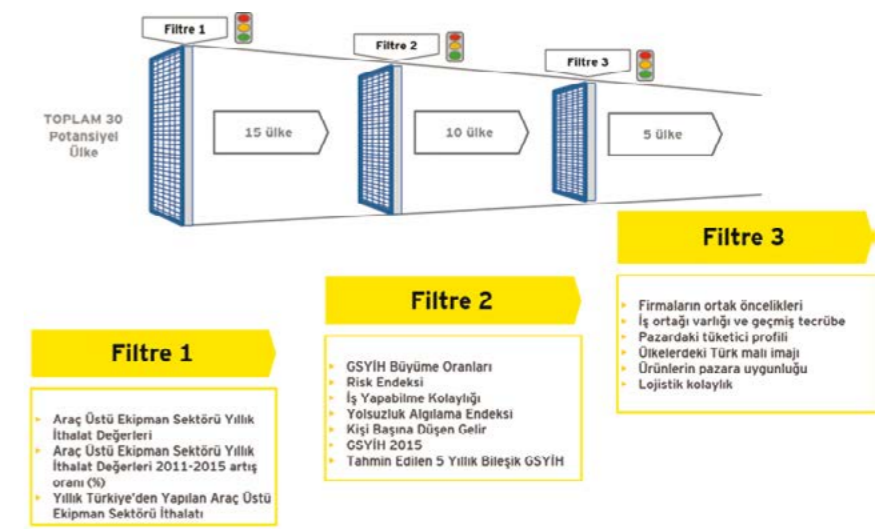 Filtre 1
Filtre 2
Filtre 3
TOPLAM 30
Potansiyel
Ülke
15 ülke
10 ülke
5 ülke
Filtre 1
Araç Üstü Ekipman Sektörü Yıllık
İthalat Değerleri
Araç Üstü Ekipman Sektörü Yıllık
İthalat Değerleri 2011-2015 artış
oranı (%)
Yıllık Türkiye'den Yapılan Araç Üstü
Ekipman Sektörü İthalatı
Filtre 2
GSYİH Büyüme Oranları
Risk Endeksi
İş Yapabilme Kolaylığı
Yolsuzluk Algılama Endeksi
Kişi Başına Düşen Gelir
GSYİH 2015
Tahmin Edilen 5 Yıllık Bileşik GSYİH
Filtre 3
Firmaların ortak öncelikleri
İş ortağı varlığı ve geçmiş tecrübe
Pazardaki tüketici profili
Ülkelerdeki Türk malı imajı
Ürünlerin pazara uygunluğu
Lojistik kolaylık